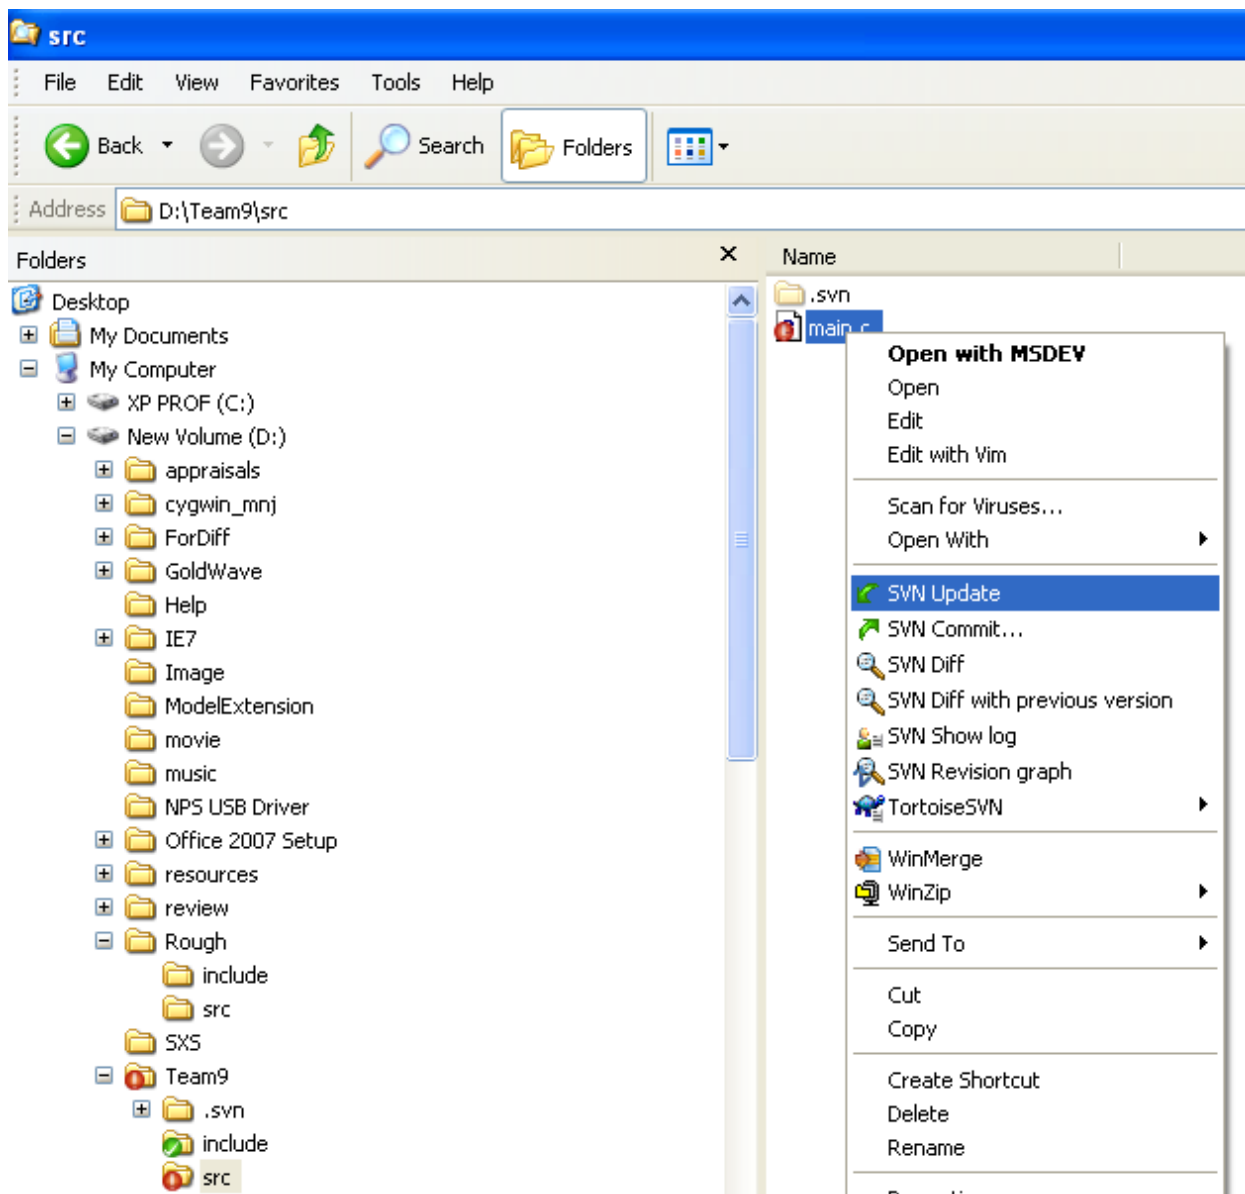 src
File Edit View Favorites Tools Help
Back Search Folders
Address D:\Team9\src
Folders
Desktop
My Documents
My Computer
XP PROF (C:)
New Volume (D:)
appraisals
cygwin_mnj
ForDiff
GoldWave
Help
IE7
Image
ModelExtension
movie
music
NPS USB Driver
Office 2007 Setup
resources
review
Rough
include
src
SXS
Team9
.svn
include
src
Name
.svn
main.c
Open with MSDEV
Open
Edit
Edit with Vim
Scan for Viruses...
Open With
SVN Update
SVN Commit...
SVN Diff
SVN Diff with previous version
SVN Show log
SVN Revision graph
TortoiseSVN
WinMerge
WinZip
Send To
Cut
Copy
Create Shortcut
Delete
Rename